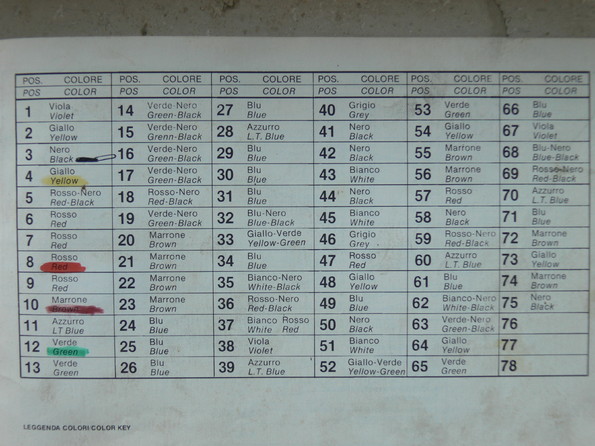 POS. COLORE POS. COLORE POS. COLORE POS. COLORE POS. COLORE POS. COLORE
POS COLOR POS COLOR POS COLOR POS COLOR POS COLOR POS COLOR
1 Viola 14 Verde-Nero 27 Blu 40 Grigio 53 Verde 66 Blu
Violet Green-Black Blue Grey Green Blue
2 Giallo 15 Verde-Nero 28 Azzurro 41 Nero 54 Giallo 67 Viola
Yellow Green-Black L.T. Blue Black Yellow Violet
3 Nero 16 Verde-Nero 29 Blu 42 Nero 55 Marrone 68 Blu-Nero
Black Green-Black Blue Black Brown Blue-Black
4 Giallo 17 Verde-Nero 30 Blu 43 Bianco 56 Marrone 69 Rosso-Nero
Yellow Green-Black Blue White Brown Red-Black
5 Rosso-Nero 18 Rosso-Nero 31 Blu 44 Nero 57 Rosso 70 Azzurro
Red-Black Red-Black Blue Black Red L.T. Blue
6 Rosso 19 Verde-Nero 32 Blu-Nero 45 Bianco 58 Nero 71 Blu
Red Green-Black Blue-Black White Black Blue
7 Rosso 20 Marrone 33 Giallo-Verde 46 Grigio 59 Rosso-Nero 72 Marrone
Red Brown Yellow-Green Grey Red-Black Brown
8 Rosso 21 Marrone 34 Blu 47 Rosso 60 Azzurro 73 Giallo
Red Brown Blue Red L.T. Blue Yellow
9 Rosso 22 Marrone 35 Bianco-Nero 48 Giallo 61 Blu 74 Marrone
Red Brown White-Black Yellow Blue Brown
10 Marrone 23 Marrone 36 Rosso-Nero 49 Blu 62 Bianco-Nero 75 Nero
Brown Brown Red-Black Blue White-Black Black
11 Azzurro 24 Blu 37 Bianco Rosso 50 Nero 63 Verde-Nero 76
LT Blue Blue White Red Black Green-Black
12 Verde 25 Blu 38 Viola 51 Bianco 64 Giallo 77
Green Blue Violet White Yellow
13 Verde 26 Blu 39 Azzurro 52 Giallo-Verde 65 Verde 78
Green Blue L.T. Blue Yellow-Green Green
LEGGENDA COLORI/COLOR KEY